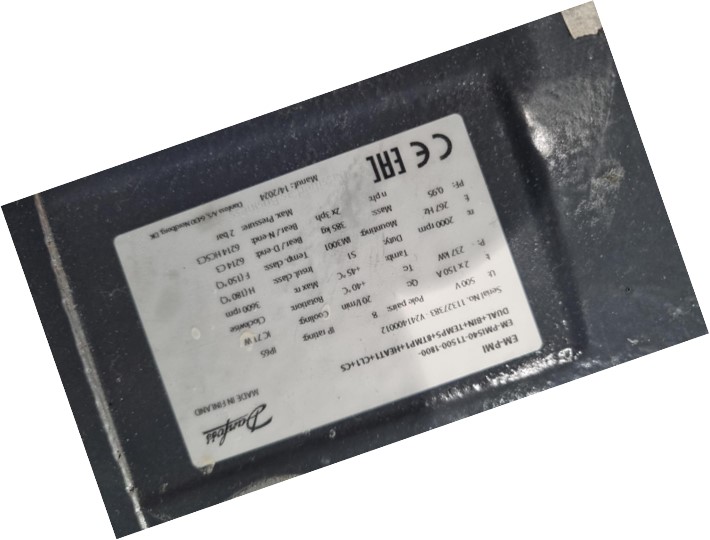 Danfoss
MADE IN FINLAND
EM-PMI
EM-PMI540-T1500-1800-
DUAL+BIN+TEMP5+BTMP1+HEAT1+CL1+CS
Serial No. 11327383 - V241400012
U: 500 V Pole pairs: 8 IP rating: IP65
I: 2 x 150 A Qc 20 l/min Cooling: IC 71 W
P: 237 kW Tc +40 °C Rotation: Clockwise
Tamb: +45 °C Max n: 3600 rpm
n: 2000 rpm Duty: S1 Insul. class: H (180 °C)
f: 267 Hz Mounting: IM3001 Temp. class: F (150 °C)
PF: 0,95 Mass: 385 kg Bear./ D-end: 6214 C3
n ph: 2x 3ph Bear./ N-end: 6214 HC5C3
Max. Pressure: 2 bar
Manuf.: 14/2024 Danfoss A/S, 6430 Nordborg, DK
CE EAC